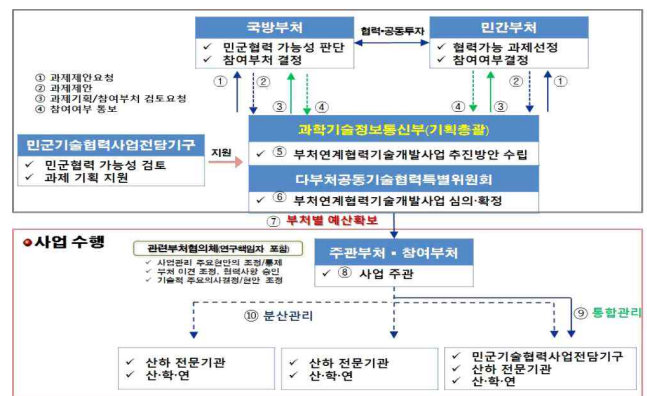 국방부처
✓ 민군협력 가능성 판단
✓ 참여부처 결정
협력·공동투자
민간부처
✓ 협력가능 과제선정
✓ 참여여부결정
① 과제제안요청
② 과제제안
③ 과제기획/참여부처 검토요청
④ 참여여부 통보
① ② ③ ④
④ ③ ② ①
민군기술협력사업전담기구
✓ 민군협력 가능성 검토
✓ 과제 기획 지원
지원
과학기술정보통신부(기획총괄)
✓ ⑤ 부처연계협력기술개발사업 추진방안 수립
다부처공동기술협력특별위원회
✓ ⑥ 부처연계협력기술개발사업 심의·확정
⑦ 부처별 예산확보
사업 수행
관련부처협의체(연구책임자 포함)
✓ 사업관리 주요현안의 조정/통제
✓ 부처 이견 조정, 협력사항 승인
✓ 기술적 주요의사결정/현안 조정
주관부처 · 참여부처
✓ ⑧ 사업 주관
⑩ 분산관리
⑨ 통합관리
✓ 산하 전문기관
✓ 산·학·연
✓ 산하 전문기관
✓ 산·학·연
✓ 민군기술협력사업전담기구
✓ 산하 전문기관
✓ 산·학·연